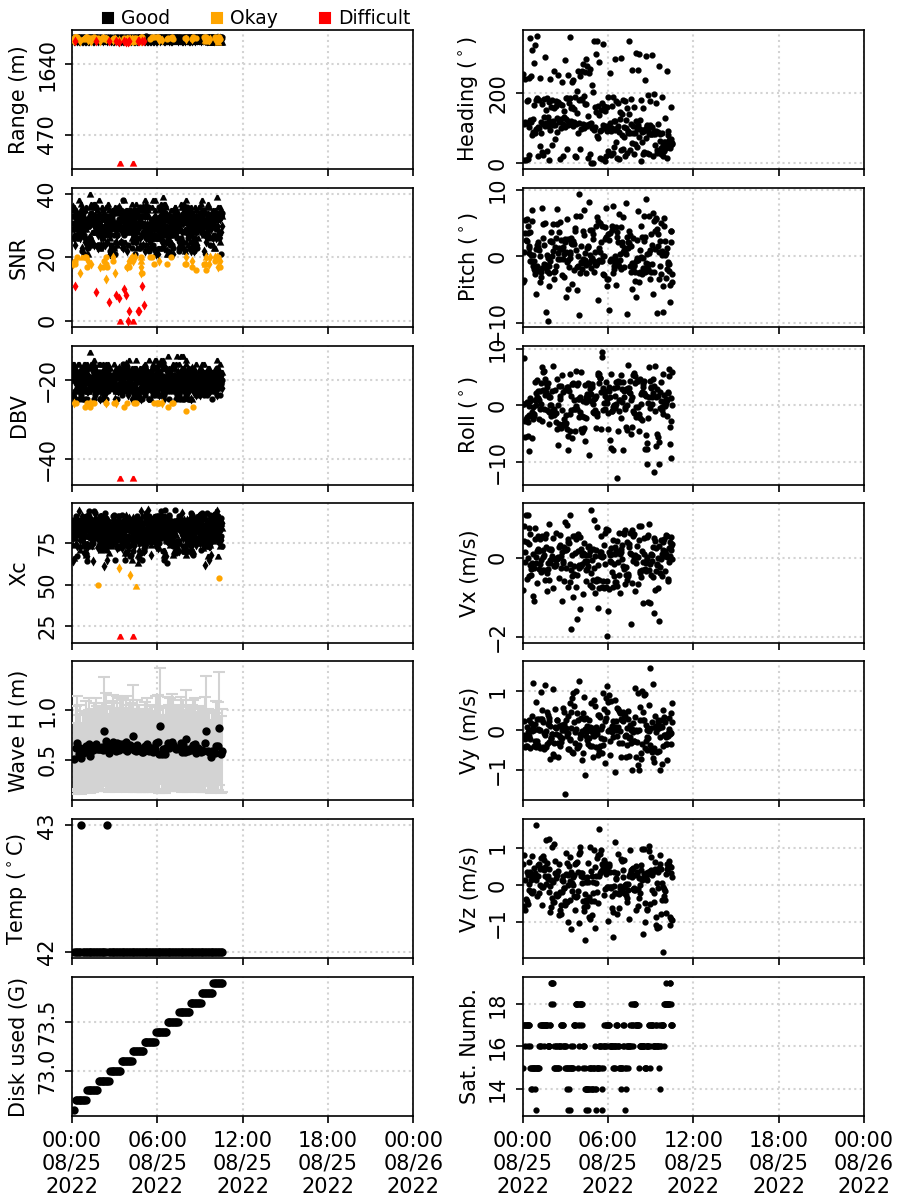 Good Okay Difficult
Range (m)
1640
470
Heading (°)
200
0
SNR
40
20
0
Pitch (°)
10
0
−10
DBV
−20
−40
Roll (°)
10
0
−10
Xc
75
50
25
Vx (m/s)
0
−2
Wave H (m)
1.0
0.5
Vy (m/s)
1
0
−1
Temp (°C)
43
42
Vz (m/s)
1
0
−1
Disk used (G)
73.5
73.0
Sat. Numb.
18
16
14
00:00 06:00 12:00 18:00 00:00
08/25 08/25 08/25 08/25 08/26
2022 2022 2022 2022 2022
00:00 06:00 12:00 18:00 00:00
08/25 08/25 08/25 08/25 08/26
2022 2022 2022 2022 2022